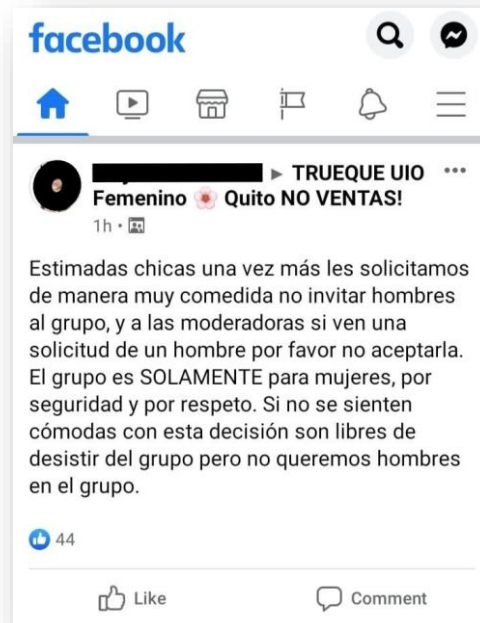 facebook
TRUEQUE UIO
Femenino 🌸 Quito NO VENTAS!
1h
Estimadas chicas una vez más les solicitamos
de manera muy comedida no invitar hombres
al grupo, y a las moderadoras si ven una
solicitud de un hombre por favor no aceptarla.
El grupo es SOLAMENTE para mujeres, por
seguridad y por respeto. Si no se sienten
cómodas con esta decisión son libres de
desistir del grupo pero no queremos hombres
en el grupo.
44
Like
Comment